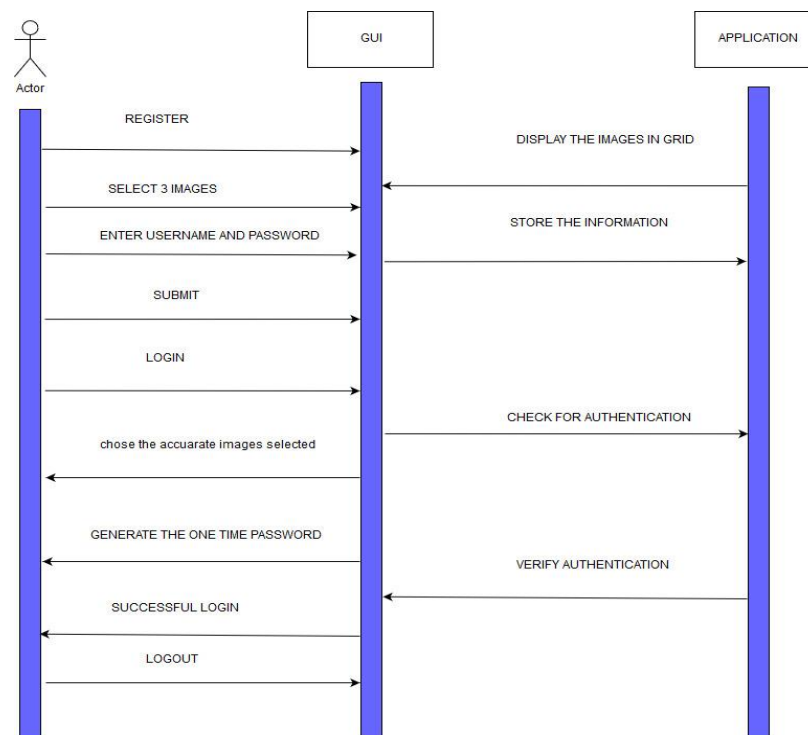 GUI
APPLICATION
Actor
REGISTER
DISPLAY THE IMAGES IN GRID
SELECT 3 IMAGES
STORE THE INFORMATION
ENTER USERNAME AND PASSWORD
SUBMIT
LOGIN
CHECK FOR AUTHENTICATION
chose the accuarate images selected
GENERATE THE ONE TIME PASSWORD
VERIFY AUTHENTICATION
SUCCESSFUL LOGIN
LOGOUT